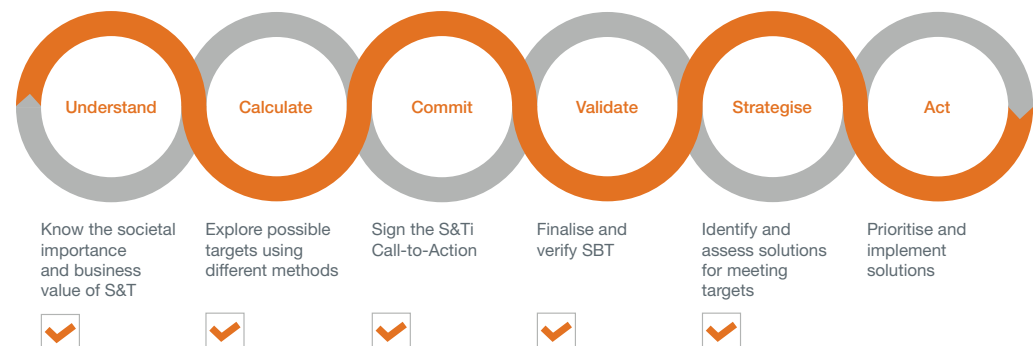 Understand
Calculate
Commit
Validate
Strategise
Act
Know the societal
importance
and business
value of S&T
Explore possible
targets using
different methods
Sign the S&Ti
Call-to-Action
Finalise and
verify SBT
Identify and
assess solutions
for meeting
targets
Prioritise and
implement
solutions